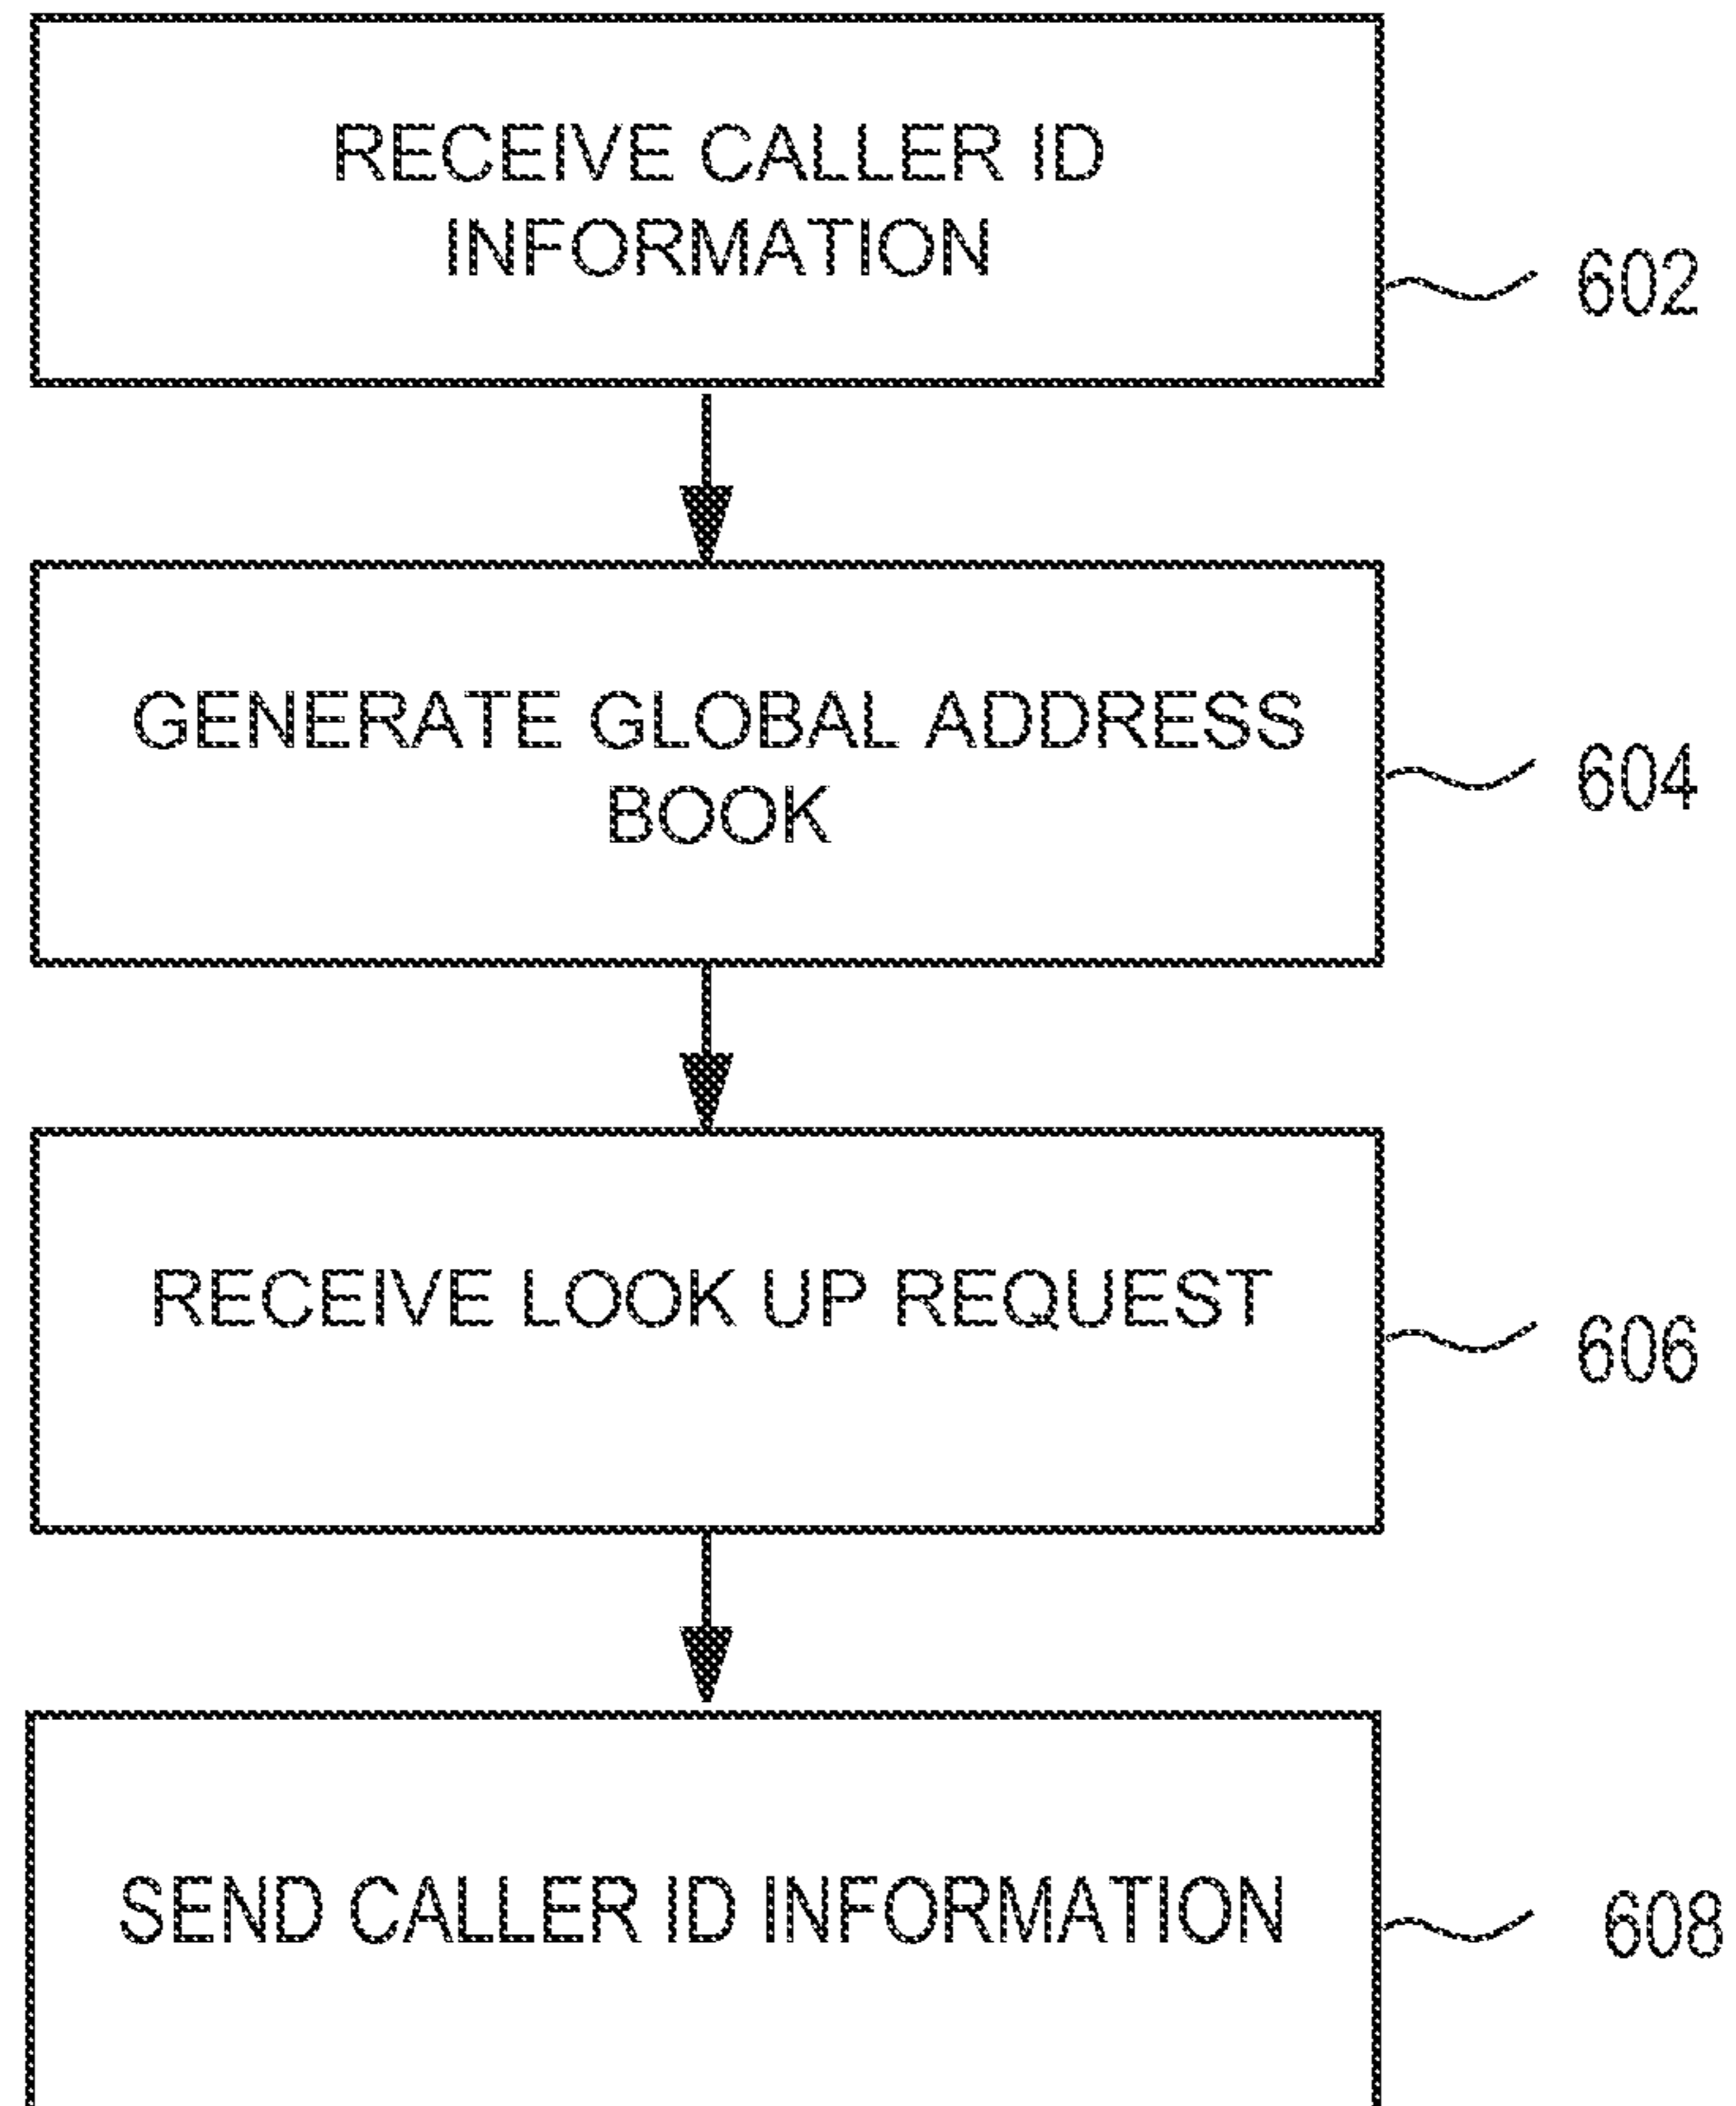 RECEIVE CALLER ID
INFORMATION
602
GENERATE GLOBAL ADDRESS
BOOK
604
RECEIVE LOOK UP REQUEST
606
SEND CALLER ID INFORMATION
608